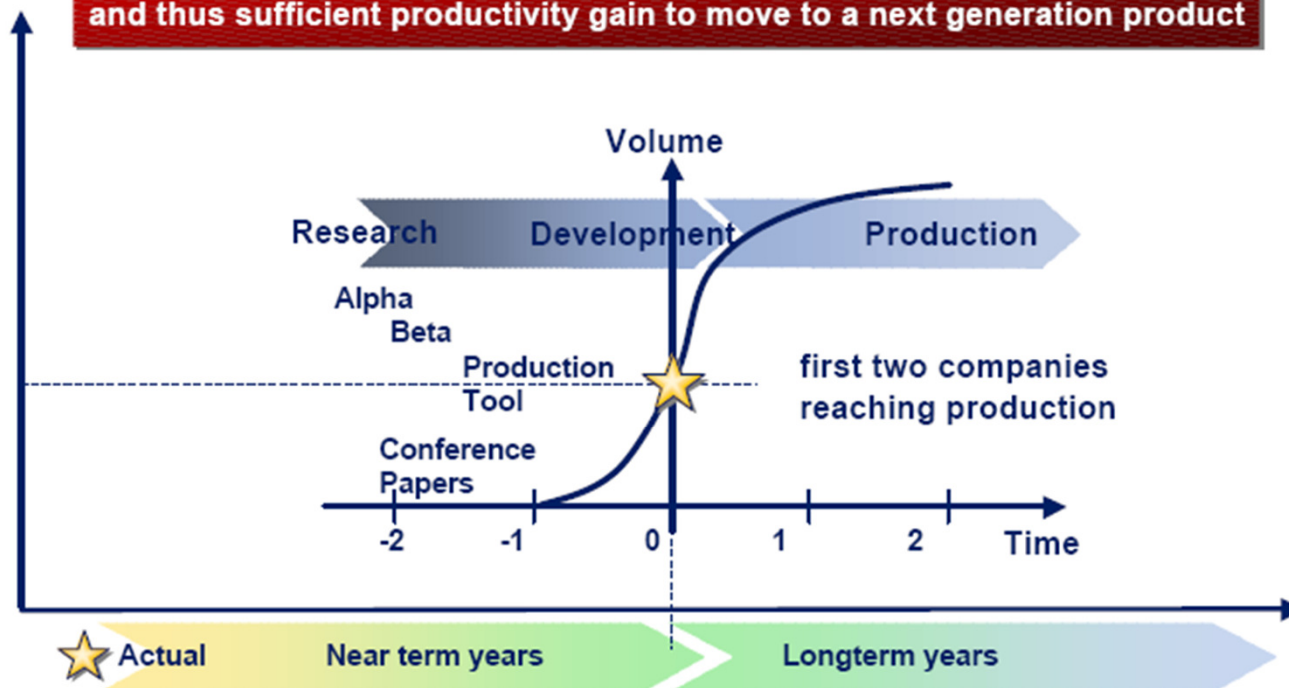 and thus sufficient productivity gain to move to a next generation product
Volume
Research
Development
Production
Alpha
Beta
Production
Tool
first two companies
reaching production
Conference
Papers
-2
-1
0
1
2
Time
Actual
Near term years
Longterm years